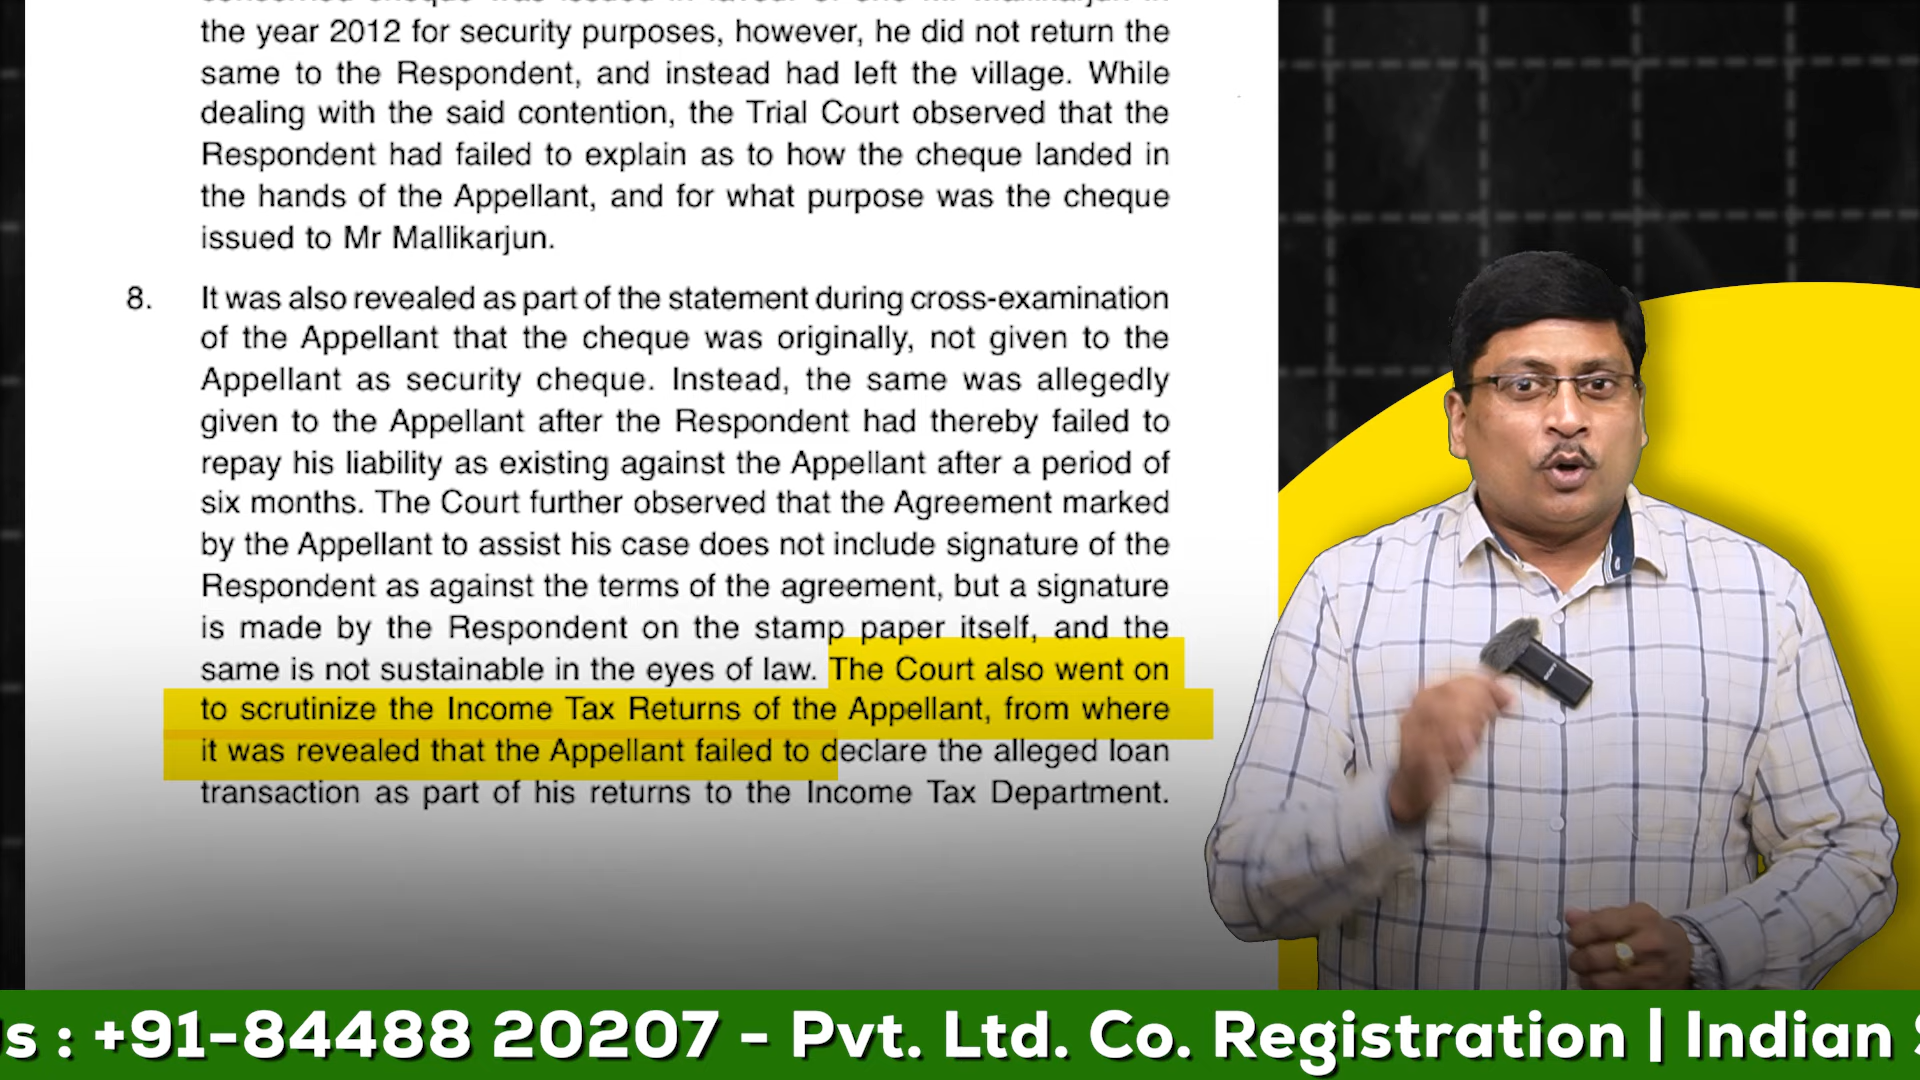 the year 2012 for security purposes, however, he did not return the
same to the Respondent, and instead had left the village. While
dealing with the said contention, the Trial Court observed that the
Respondent had failed to explain as to how the cheque landed in
the hands of the Appellant, and for what purpose was the cheque
issued to Mr Mallikarjun.
8. It was also revealed as part of the statement during cross-examination
of the Appellant that the cheque was originally, not given to the
Appellant as security cheque. Instead, the same was allegedly
given to the Appellant after the Respondent had thereby failed to
repay his liability as existing against the Appellant after a period of
six months. The Court further observed that the Agreement marked
by the Appellant to assist his case does not include signature of the
Respondent as against the terms of the agreement, but a signature
is made by the Respondent on the stamp paper itself, and the
same is not sustainable in the eyes of law. The Court also went on
to scrutinize the Income Tax Returns of the Appellant, from where
it was revealed that the Appellant failed to declare the alleged loan
transaction as part of his returns to the Income Tax Department.
s : +91-84488 20207 - Pvt. Ltd. Co. Registration | Indian